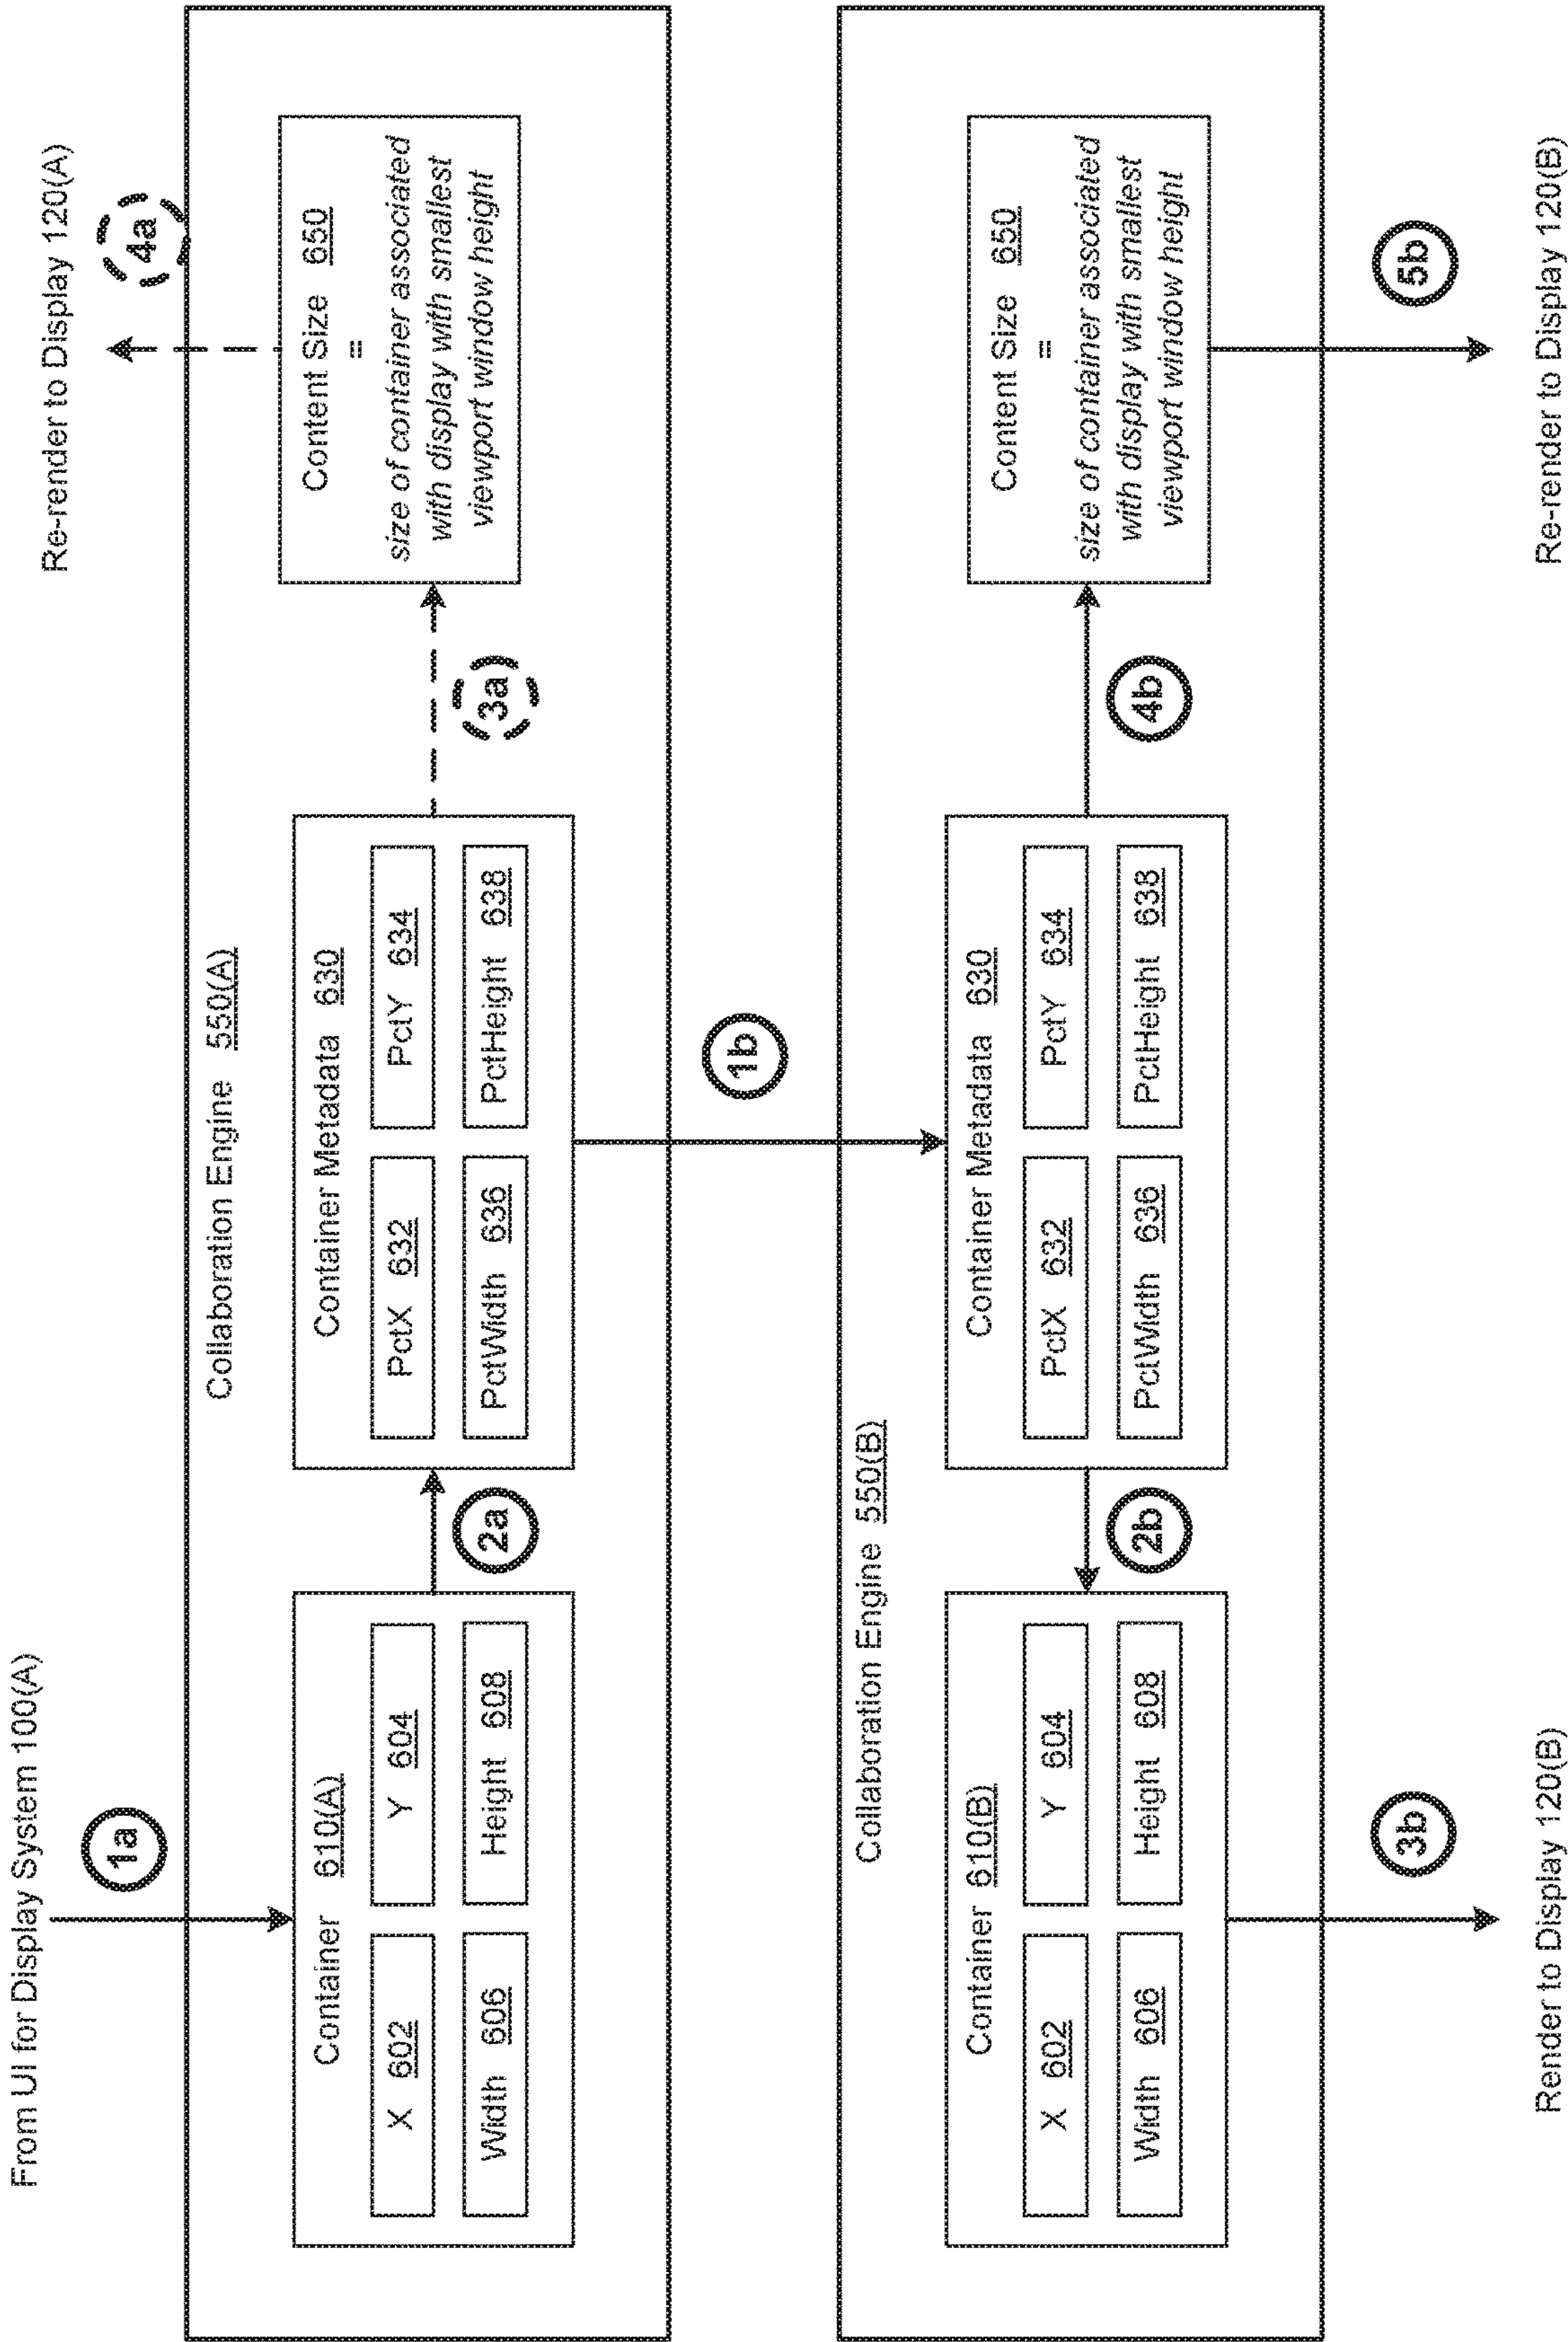 From UI for Display System 100(A)
1a
Re-render to Display 120(A)
4a
Collaboration Engine 550(A)
Container 610(A)
X 602
Y 604
Width 606
Height 608
2a
Container Metadata 630
PctX 632
PctY 634
PctWidth 636
PctHeight 638
3a
Content Size 650
=
size of container associated
with display with smallest
viewport window height
1b
Collaboration Engine 550(B)
Container 610(B)
X 602
Y 604
Width 606
Height 608
2b
Container Metadata 630
PctX 632
PctY 634
PctWidth 636
PctHeight 638
4b
Content Size 650
=
size of container associated
with display with smallest
viewport window height
3b
Render to Display 120(B)
5b
Re-render to Display 120(B)